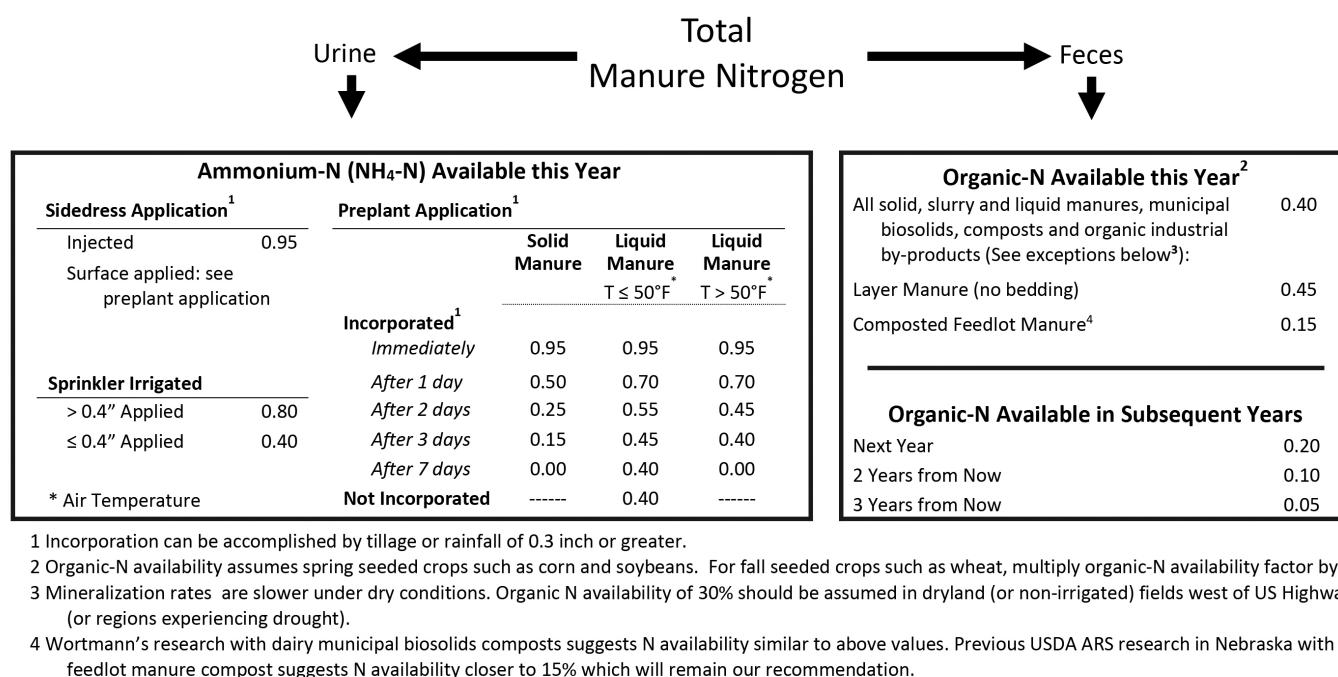 Total
Manure Nitrogen
Urine
Feces
Ammonium-N (NH₄-N) Available this Year
Sidedress Application¹
Injected 0.95
Surface applied: see
preplant application
Sprinkler Irrigated
> 0.4” Applied 0.80
≤ 0.4” Applied 0.40
* Air Temperature
Preplant Application¹
Solid Manure Liquid Manure T ≤ 50°F* Liquid Manure T > 50°F*
Incorporated¹
Immediately 0.95 0.95 0.95
After 1 day 0.50 0.70 0.70
After 2 days 0.25 0.55 0.45
After 3 days 0.15 0.45 0.40
After 7 days 0.00 0.40 0.00
Not Incorporated ------ 0.40 ------
Organic-N Available this Year²
All solid, slurry and liquid manures, municipal 0.40
biosolids, composts and organic industrial
by-products (See exceptions below³):
Layer Manure (no bedding) 0.45
Composted Feedlot Manure⁴ 0.15
Organic-N Available in Subsequent Years
Next Year 0.20
2 Years from Now 0.10
3 Years from Now 0.05
1 Incorporation can be accomplished by tillage or rainfall of 0.3 inch or greater.
2 Organic-N availability assumes spring seeded crops such as corn and soybeans. For fall seeded crops such as wheat, multiply organic-N availability factor by
3 Mineralization rates are slower under dry conditions. Organic N availability of 30% should be assumed in dryland (or non-irrigated) fields west of US
(or regions experiencing drought).
4 Wortmann’s research with dairy municipal biosolids composts suggests N availability similar to above values. Previous USDA ARS research in Nebraska with
feedlot manure compost suggests N availability closer to 15% which will remain our recommendation.